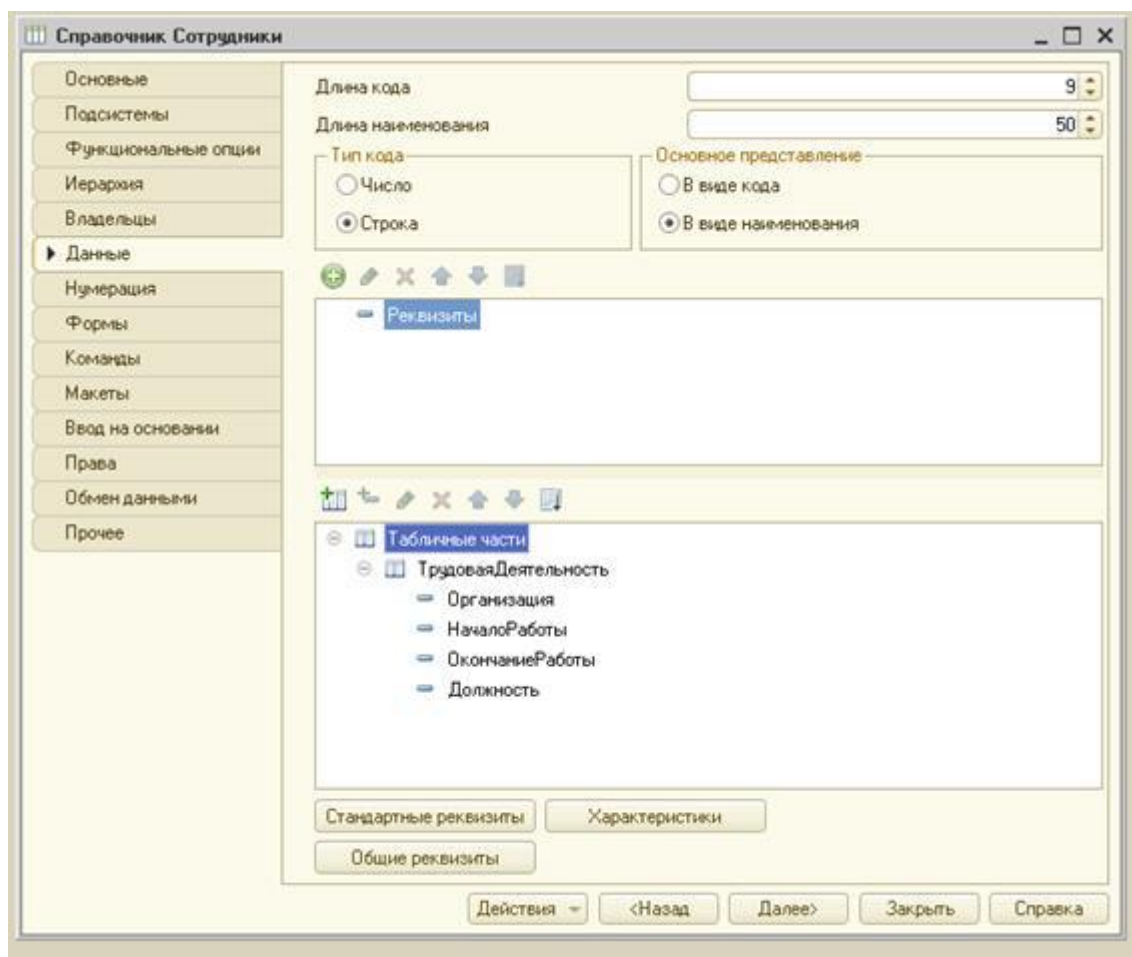 Справочник Сотрудники
Основные
Подсистемы
Функциональные опции
Иерархия
Владельцы
Данные
Нумерация
Формы
Команды
Макеты
Ввод на основании
Права
Обмен данными
Прочее
Длина кода 9
Длина наименования 50
Тип кода
Число
Строка
Основное представление
В виде кода
В виде наименования
Реквизиты
Табличные части
ТрудоваяДеятельность
Организация
НачалоРаботы
ОкончаниеРаботы
Должность
Стандартные реквизиты Характеристики
Общие реквизиты
Действия <Назад Далее> Закрыть Справка